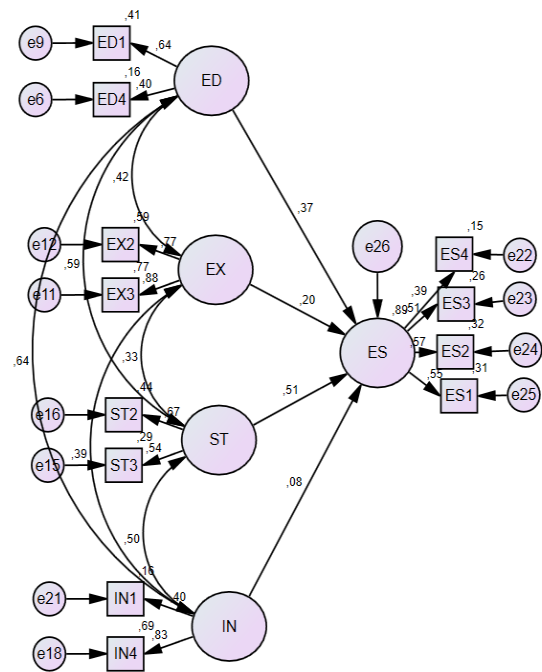 ,41
e9 ED1 ,64
,16
e6 ED4 ,40
ED
,42
,37
,59
e12 EX2 ,77
,77
e11 EX3 ,88
EX
,59
,20
e26
,15
ES4 e22
,39
,26
ES3 e23
,89
,51
,32
ES2 e24
,57
,31
ES1 e25
,55
ES
,64
,33
,44
e16 ST2 ,67
,29
e15 ST3 ,54
ST
,51
,39
,08
,50
,16
e21 IN1 ,40
,69
e18 IN4 ,83
IN